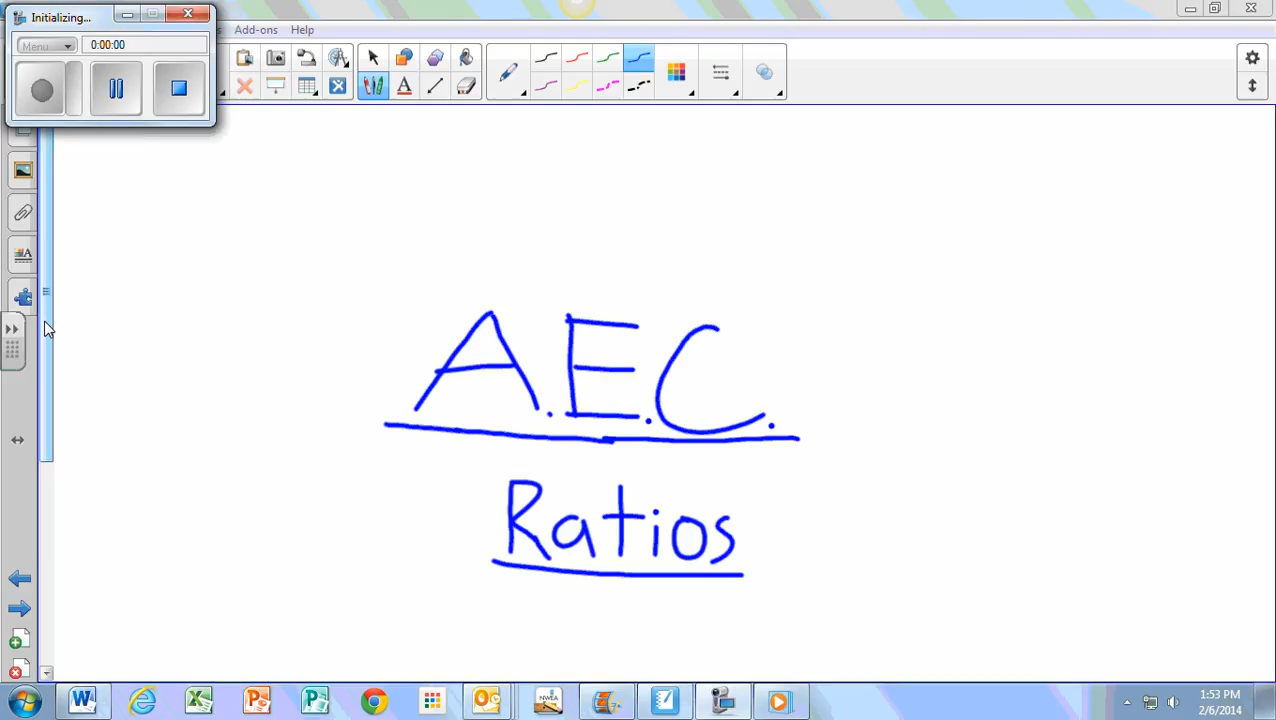 Initializing...
Menu
0:00:00
Add-ons Help
A.E.C.
Ratios
1:53 PM
2/6/2014